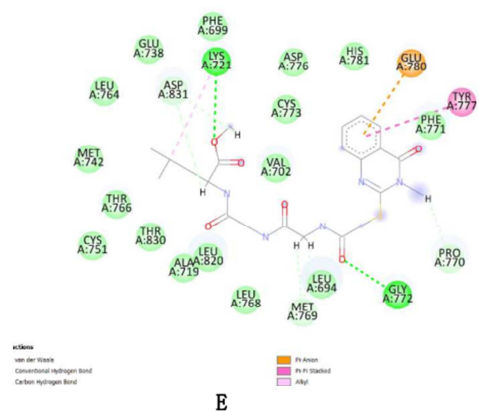 PHE
A:699
GLU
A:738
LYS
A:721
ASP
A:776
HIS
A:781
GLU
A:780
LEU
A:764
ASP
A:831
CYS
A:773
TYR
A:777
PHE
A:771
MET
A:742
VAL
A:702
THR
A:766
THR
A:830
CYS
A:751
ALA
A:719
LEU
A:820
LEU
A:694
PRO
A:770
LEU
A:768
MET
A:769
GLY
A:772
O
H
O
N
N
O
N
H
N
O
O
N
H
H
N
O
O
ctions
van der Waals
Conventional Hydrogen Bond
Carbon Hydrogen Bond
Pi-Anion
Pi-Pi Stacked
Alkyl
E